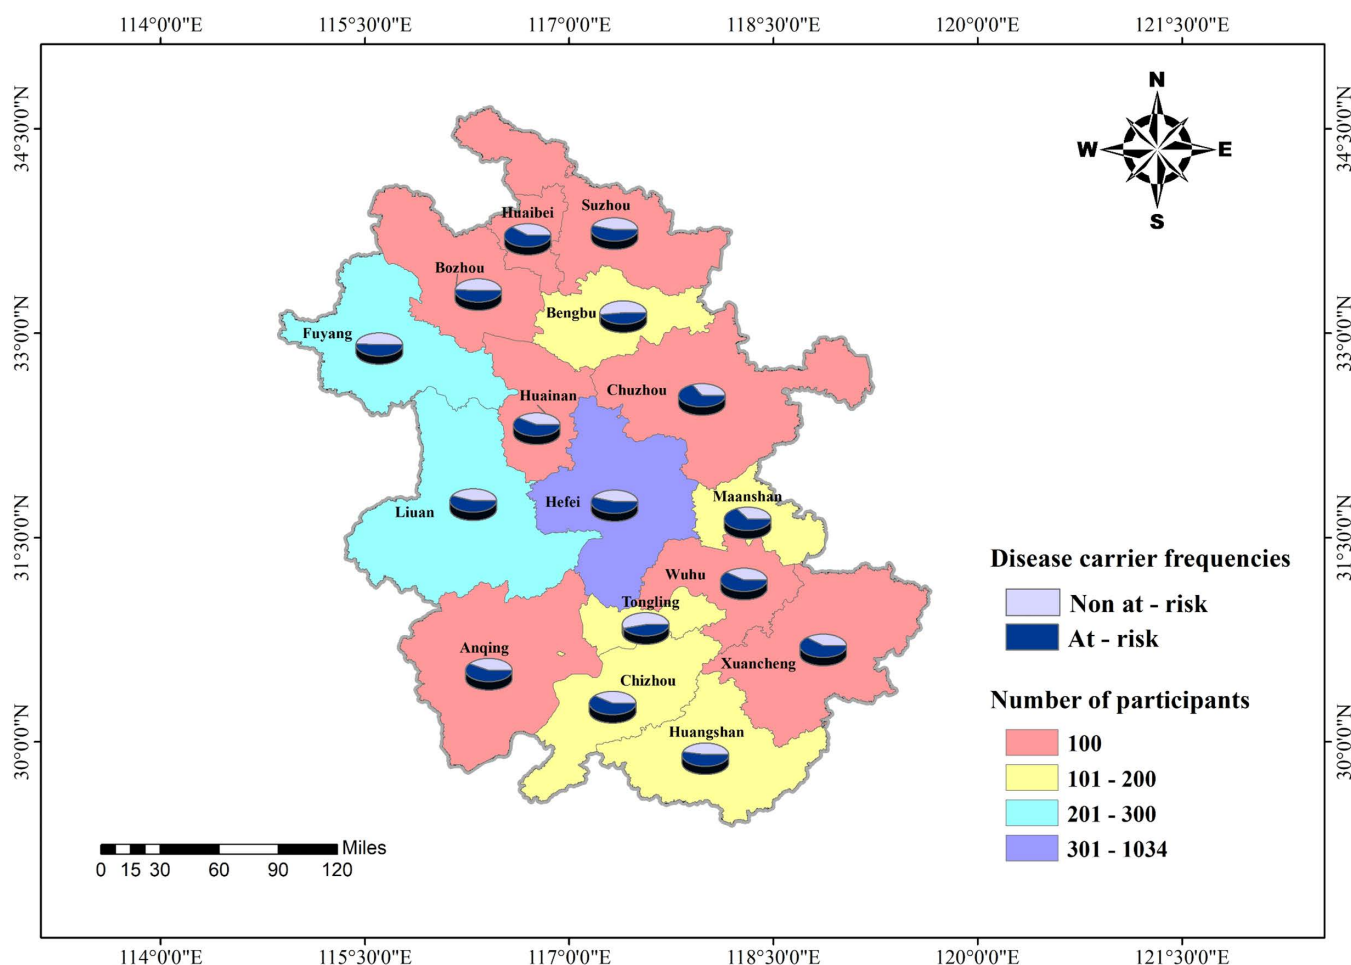 114°0'0"E 115°30'0"E 117°0'0"E 118°30'0"E 120°0'0"E 121°30'0"E
34°30'0"N
33°0'0"N
31°30'0"N
30°0'0"N
N
W E
S
34°30'0"N
33°0'0"N
31°30'0"N
30°0'0"N
Huaibei
Suzhou
Bozhou
Bengbu
Fuyang
Huainan
Chuzhou
Liuan
Hefei
Maanshan
Wuhu
Tongling
Anqing
Xuancheng
Chizhou
Huangshan
Disease carrier frequencies
Non at - risk
At - risk
Number of participants
100
101 - 200
201 - 300
301 - 1034
Miles
0 15 30 60 90 120
114°0'0"E 115°30'0"E 117°0'0"E 118°30'0"E 120°0'0"E 121°30'0"E